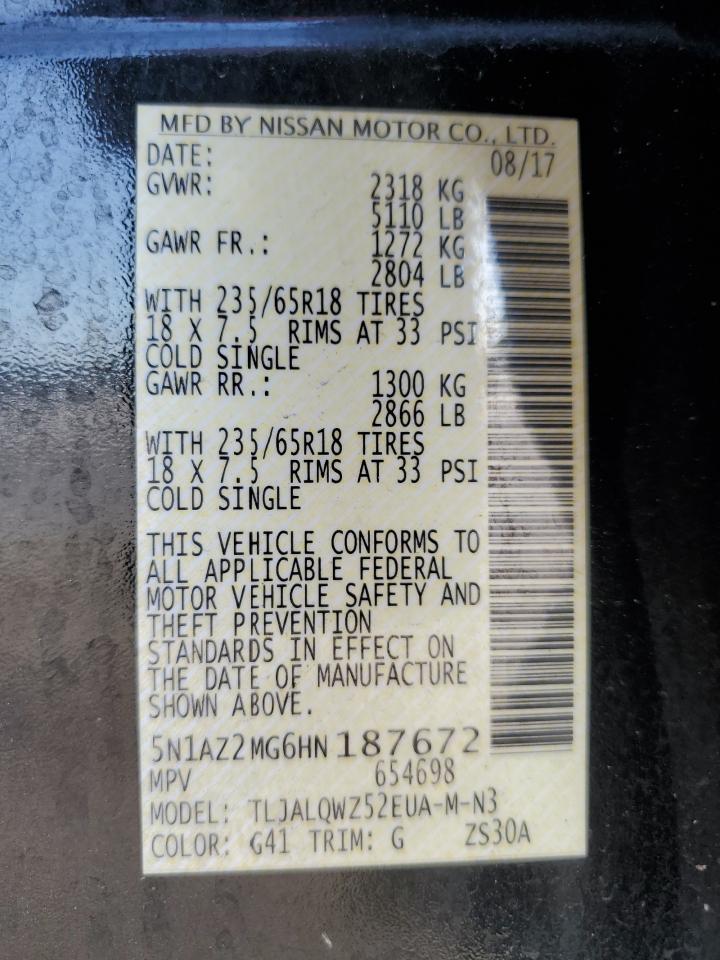 MFD BY NISSAN MOTOR CO., LTD.
DATE: 08/17
GVWR: 2318 KG
5110 LB
GAWR FR.: 1272 KG
2804 LB
WITH 235/65R18 TIRES
18 X 7.5 RIMS AT 33 PSI
COLD SINGLE
GAWR RR.: 1300 KG
2866 LB
WITH 235/65R18 TIRES
18 X 7.5 RIMS AT 33 PSI
COLD SINGLE
THIS VEHICLE CONFORMS TO
ALL APPLICABLE FEDERAL
MOTOR VEHICLE SAFETY AND
THEFT PREVENTION
STANDARDS IN EFFECT ON
THE DATE OF MANUFACTURE
SHOWN ABOVE.
5N1AZ2MG6HN187672
MPV 654698
MODEL: TLJALQWZ52EUA-M-N3
COLOR: G41 TRIM: G ZS30A